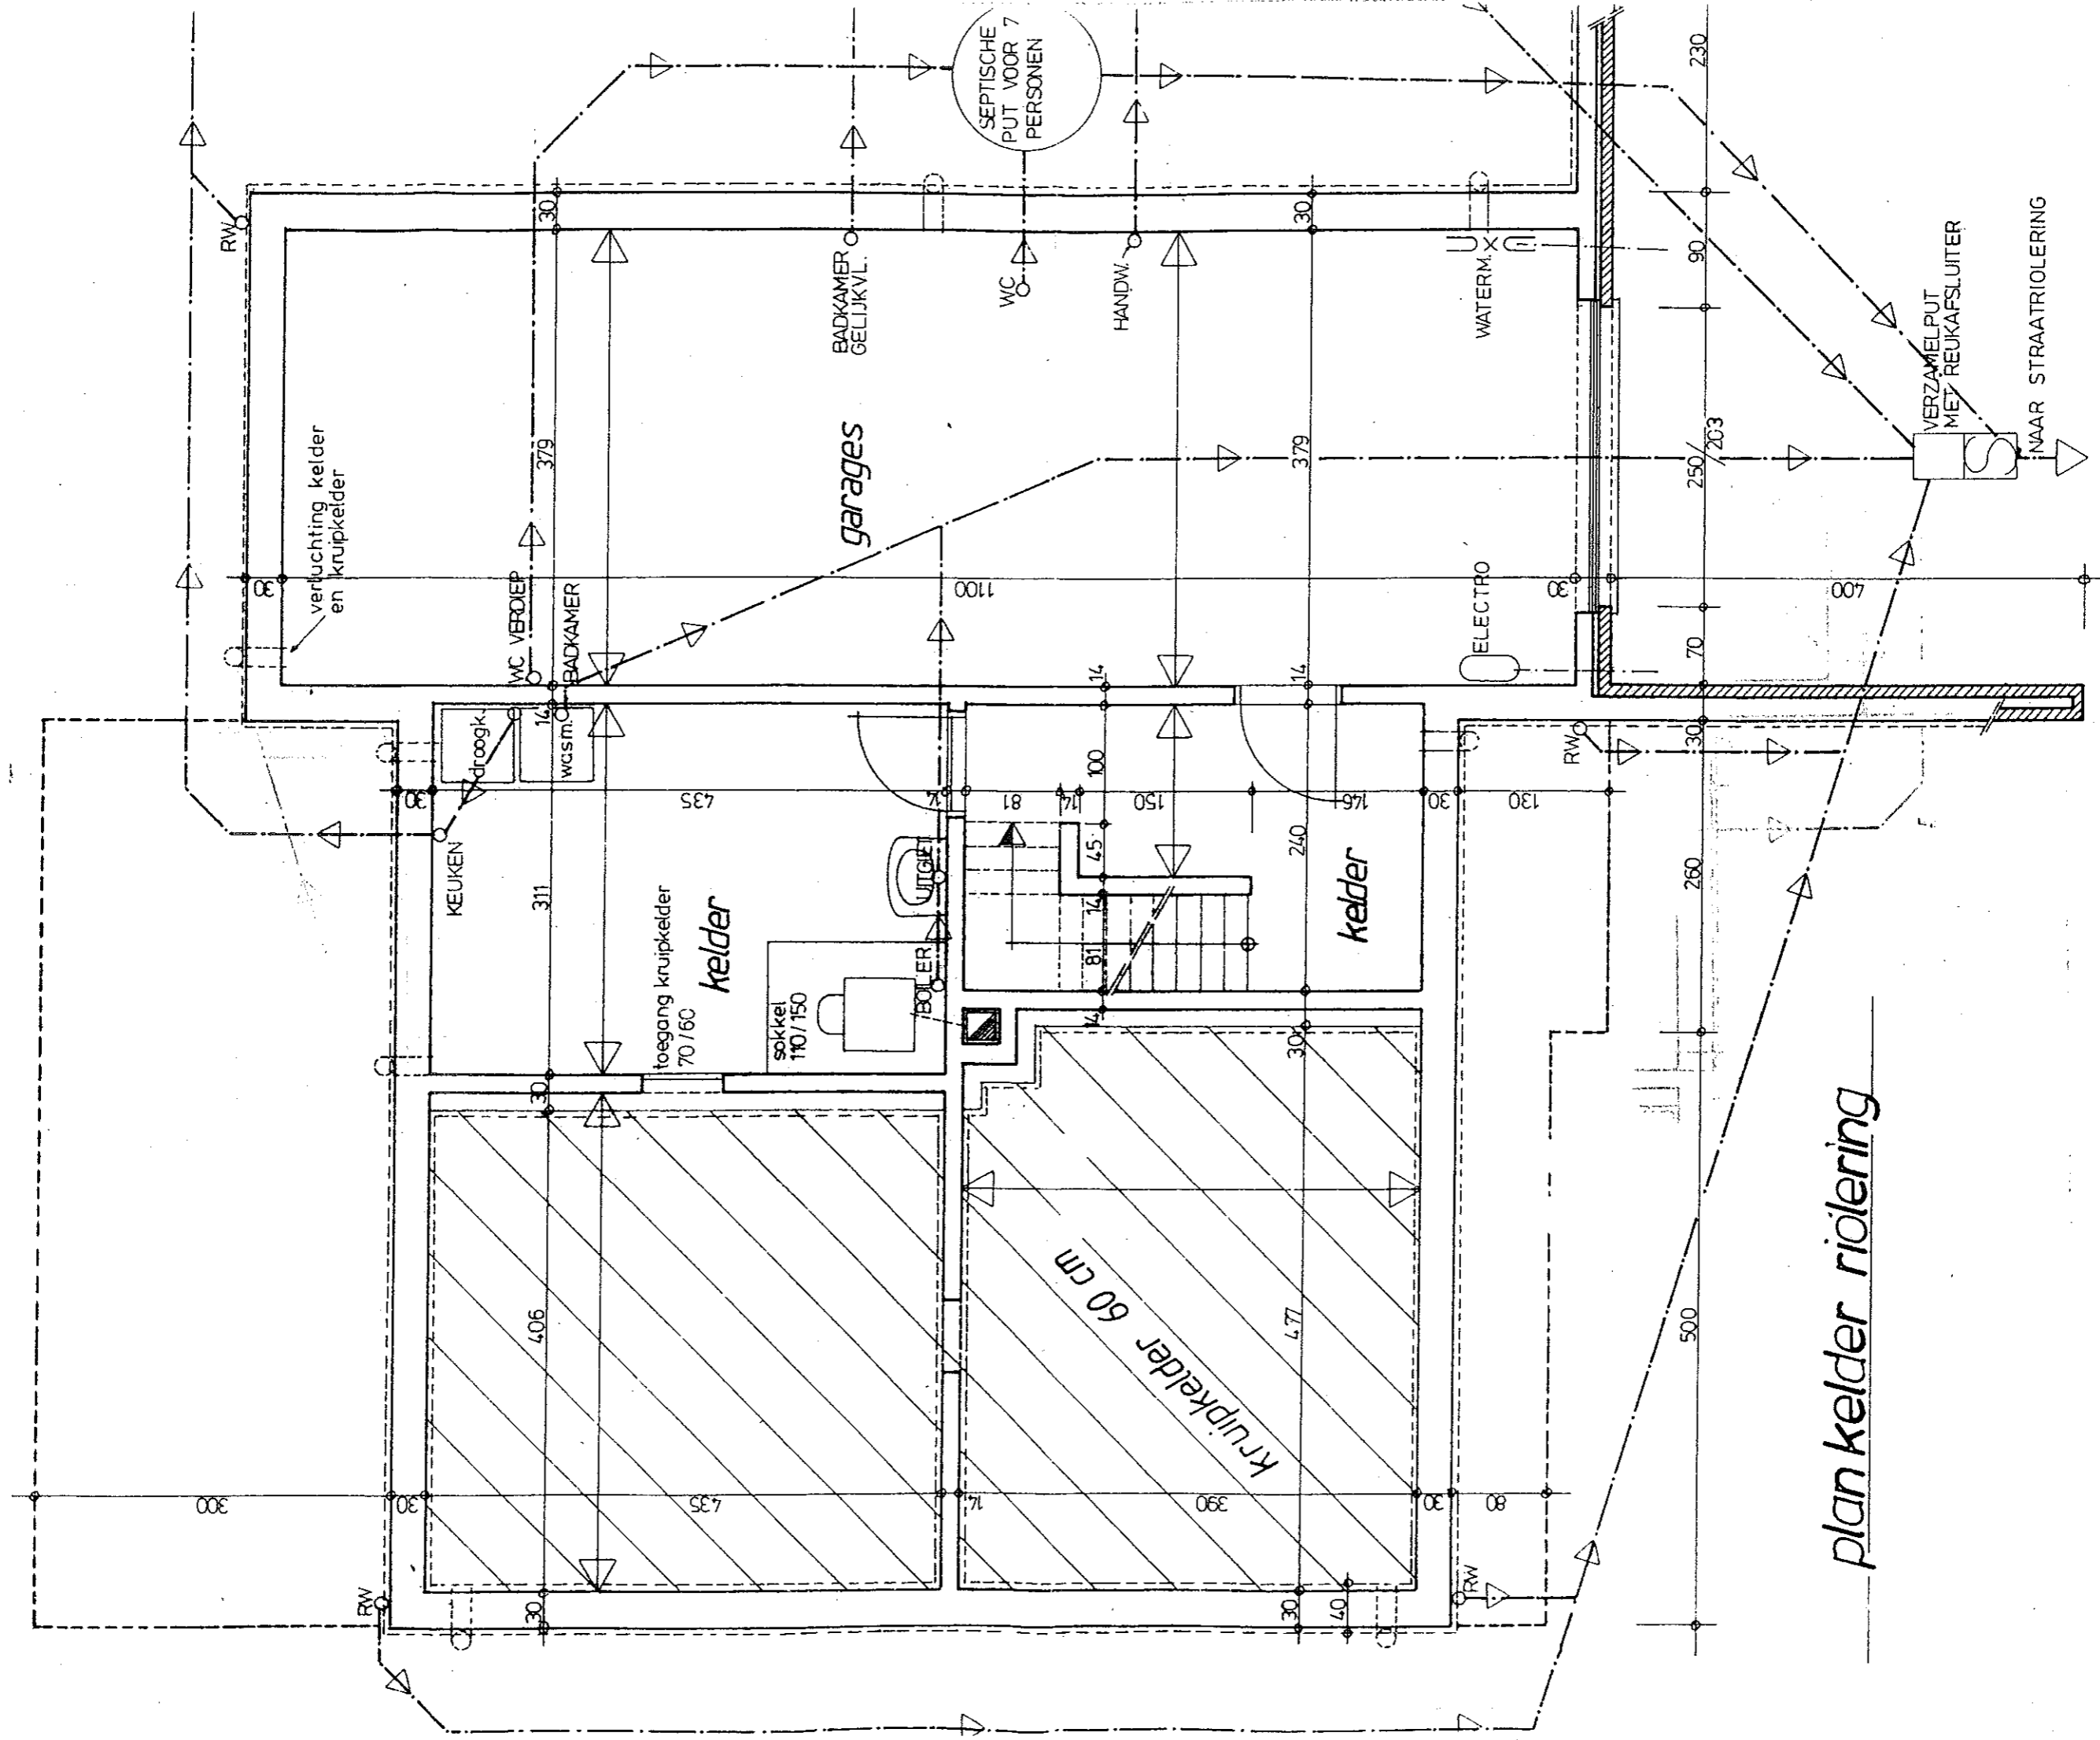 SEPTISCHE
PUT VOOR 7
PERSONEN
RW
verluchting kelder
en kruipkelder
WC VERDIEP
BADKAMER
BADKAMER
GELIJKVL.
WC
HANDW.
WATERM.
ELECTRO
garages
droogk.
wasm.
KEUKEN
kelder
toegang kruipkelder
70/60
sokkel
110/150
BOILER
UITGIET
kelder
kruipkelder 60 cm
RW
RW
RW
VERZAMELPUT
MET REUKAFSLUITER
NAAR STRAATRIOLERING
plan kelder riolering
30
379
14
311
30
406
30
30
379
14
240
30
477
30
40
14
100
45
14
81
14
30
1100
30
400
30
435
14
81
14
150
146
30
130
300
30
435
14
390
30
80
230
90
250/203
70
30
260
500